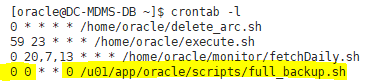 [oracle@DC-MDMS-DB ~]$ crontab -l
0 * * * * /home/oracle/delete_arc.sh
59 23 * * * /home/oracle/execute.sh
0 20,7,13 * * * /home/oracle/monitor/fetchDaily.sh
0 0 * * 0 /u01/app/oracle/scripts/full_backup.sh